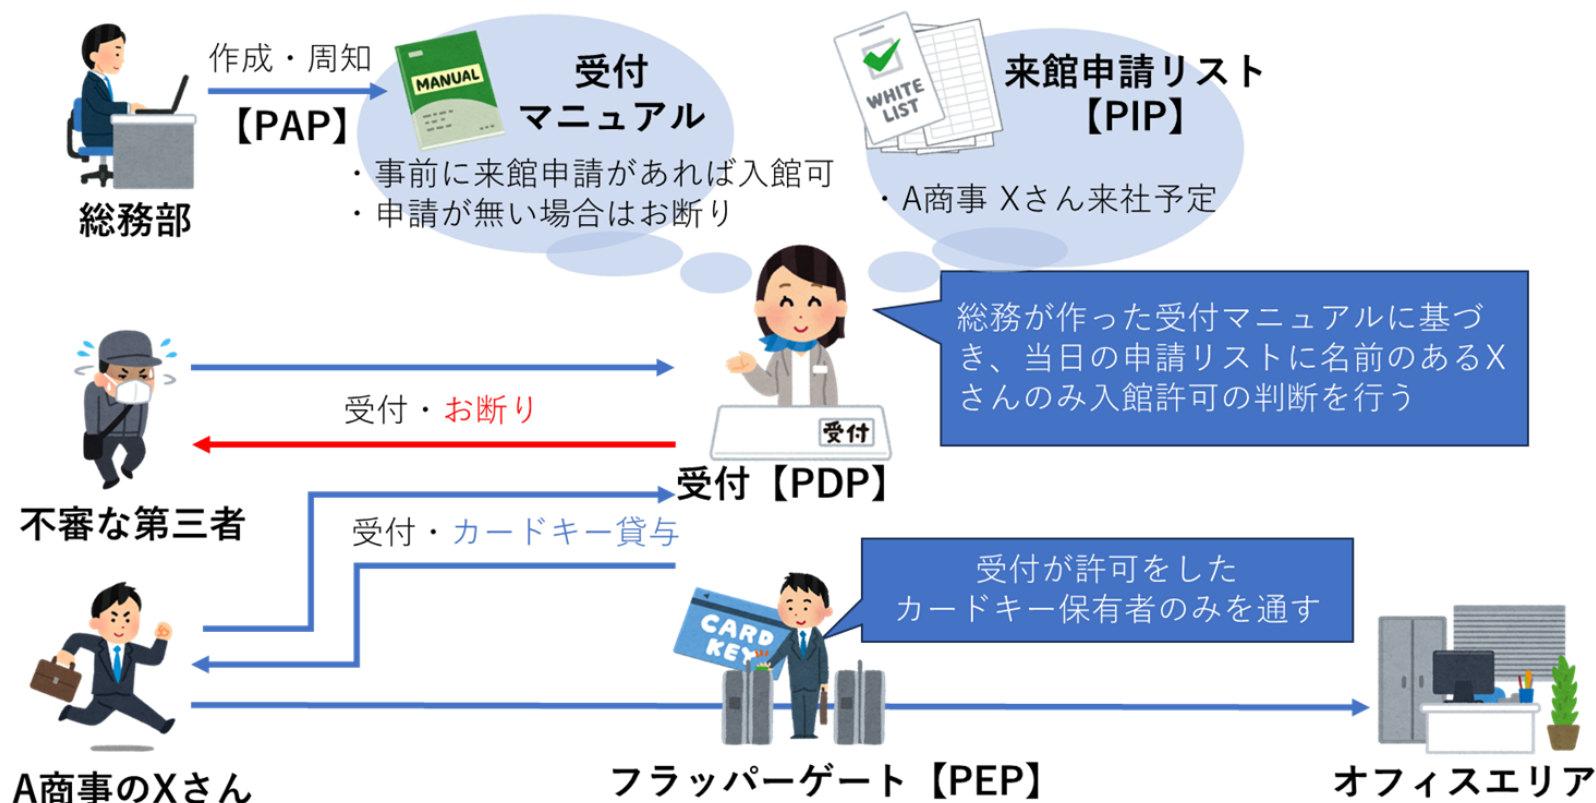 作成・周知
【PAP】
総務部
MANUAL
受付
マニュアル
・事前に来館申請があれば入館可
・申請が無い場合はお断り
WHITE
LIST
来館申請リスト
【PIP】
・A商事 Xさん来社予定
総務が作った受付マニュアルに基づ
き、当日の申請リストに名前のあるX
さんのみ入館許可の判断を行う
受付・お断り
不審な第三者
受付
受付【PDP】
受付・カードキー貸与
A商事のXさん
CARD
KEY
受付が許可をした
カードキー保有者のみを通す
フラッパーゲート【PEP】
オフィスエリア